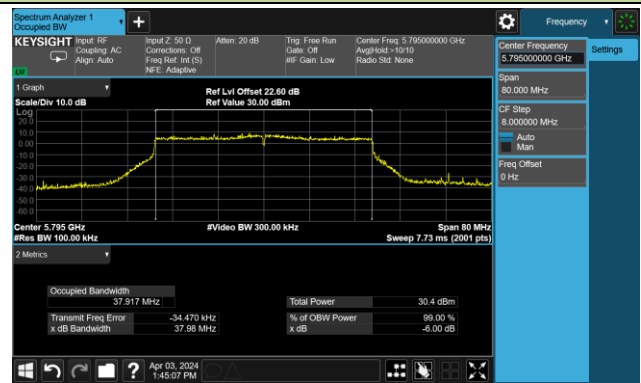 Spectrum Analyzer 1
Occupied BW
Frequency
KEYSIGHT
Input: RF
Coupling: AC
Align: Auto
Input Z: 50 Ω
Corrections: Off
Freq Ref: Int (S)
NFE: Adaptive
Atten: 20 dB
Trig: Free Run
Gate: Off
#IF Gain: Low
Center Freq: 5.795000000 GHz
Avg|Hold:>10/10
Radio Std: None
Center Frequency
5.795000000 GHz
Settings
Span
80.000 MHz
CF Step
8.000000 MHz
Auto
Man
Freq Offset
0 Hz
1 Graph
Scale/Div 10.0 dB
Ref Lvl Offset 22.60 dB
Ref Value 30.00 dBm
Log
20.0
10.0
0.00
-10.0
-20.0
-30.0
-40.0
-50.0
-60.0
Center 5.795 GHz
#Video BW 300.00 kHz
Span 80 MHz
#Res BW 100.00 kHz
Sweep 7.73 ms (2001 pts)
2 Metrics
Occupied Bandwidth
37.917 MHz
Total Power 30.4 dBm
Transmit Freq Error -34.470 kHz
% of OBW Power 99.00 %
x dB Bandwidth 37.98 MHz
x dB -6.00 dB
Apr 03, 2024
1:45:07 PM